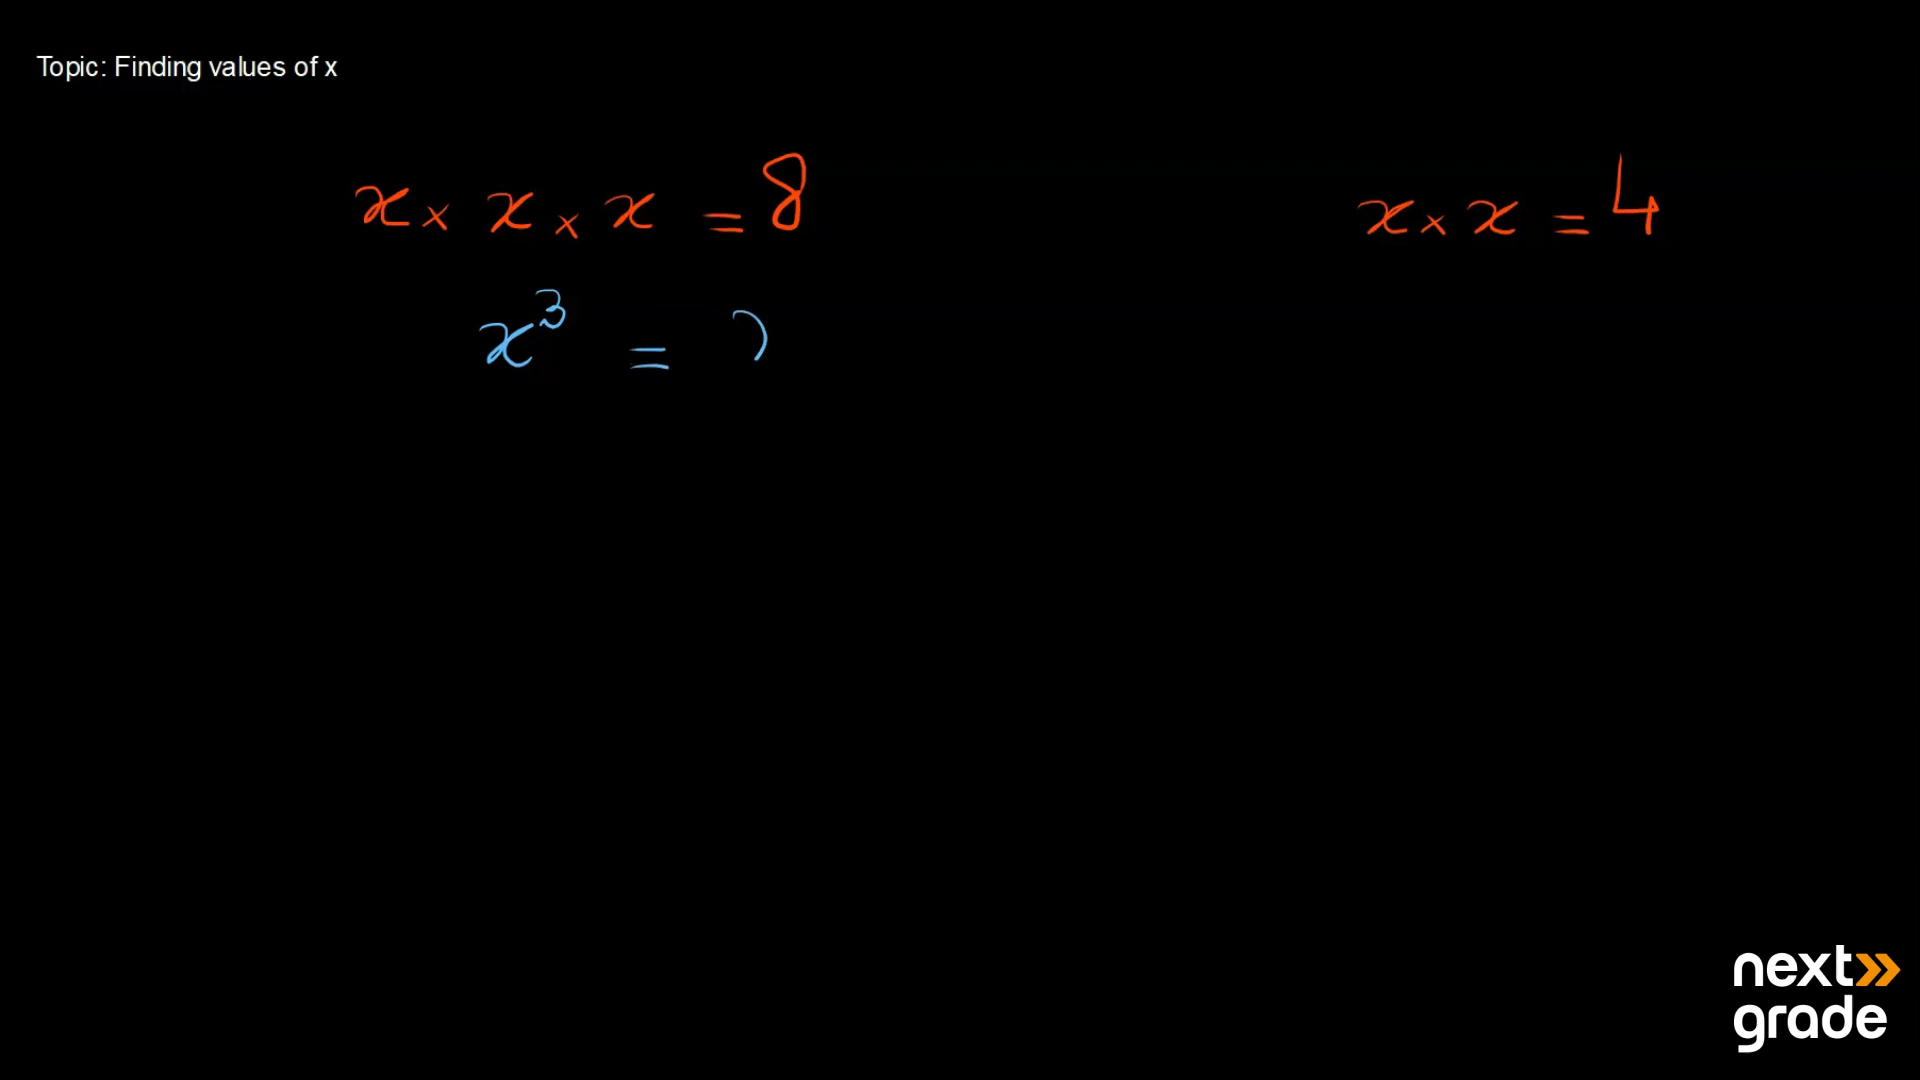 Topic: Finding values of x
x × x × x = 8
x × x = 4
x³ =
next
grade